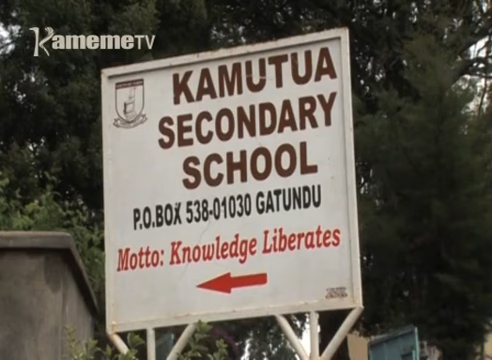 KamemeTV
KAMUTUA
SECONDARY
SCHOOL
P.O.BOX 538-01030 GATUNDU
Motto: Knowledge Liberates